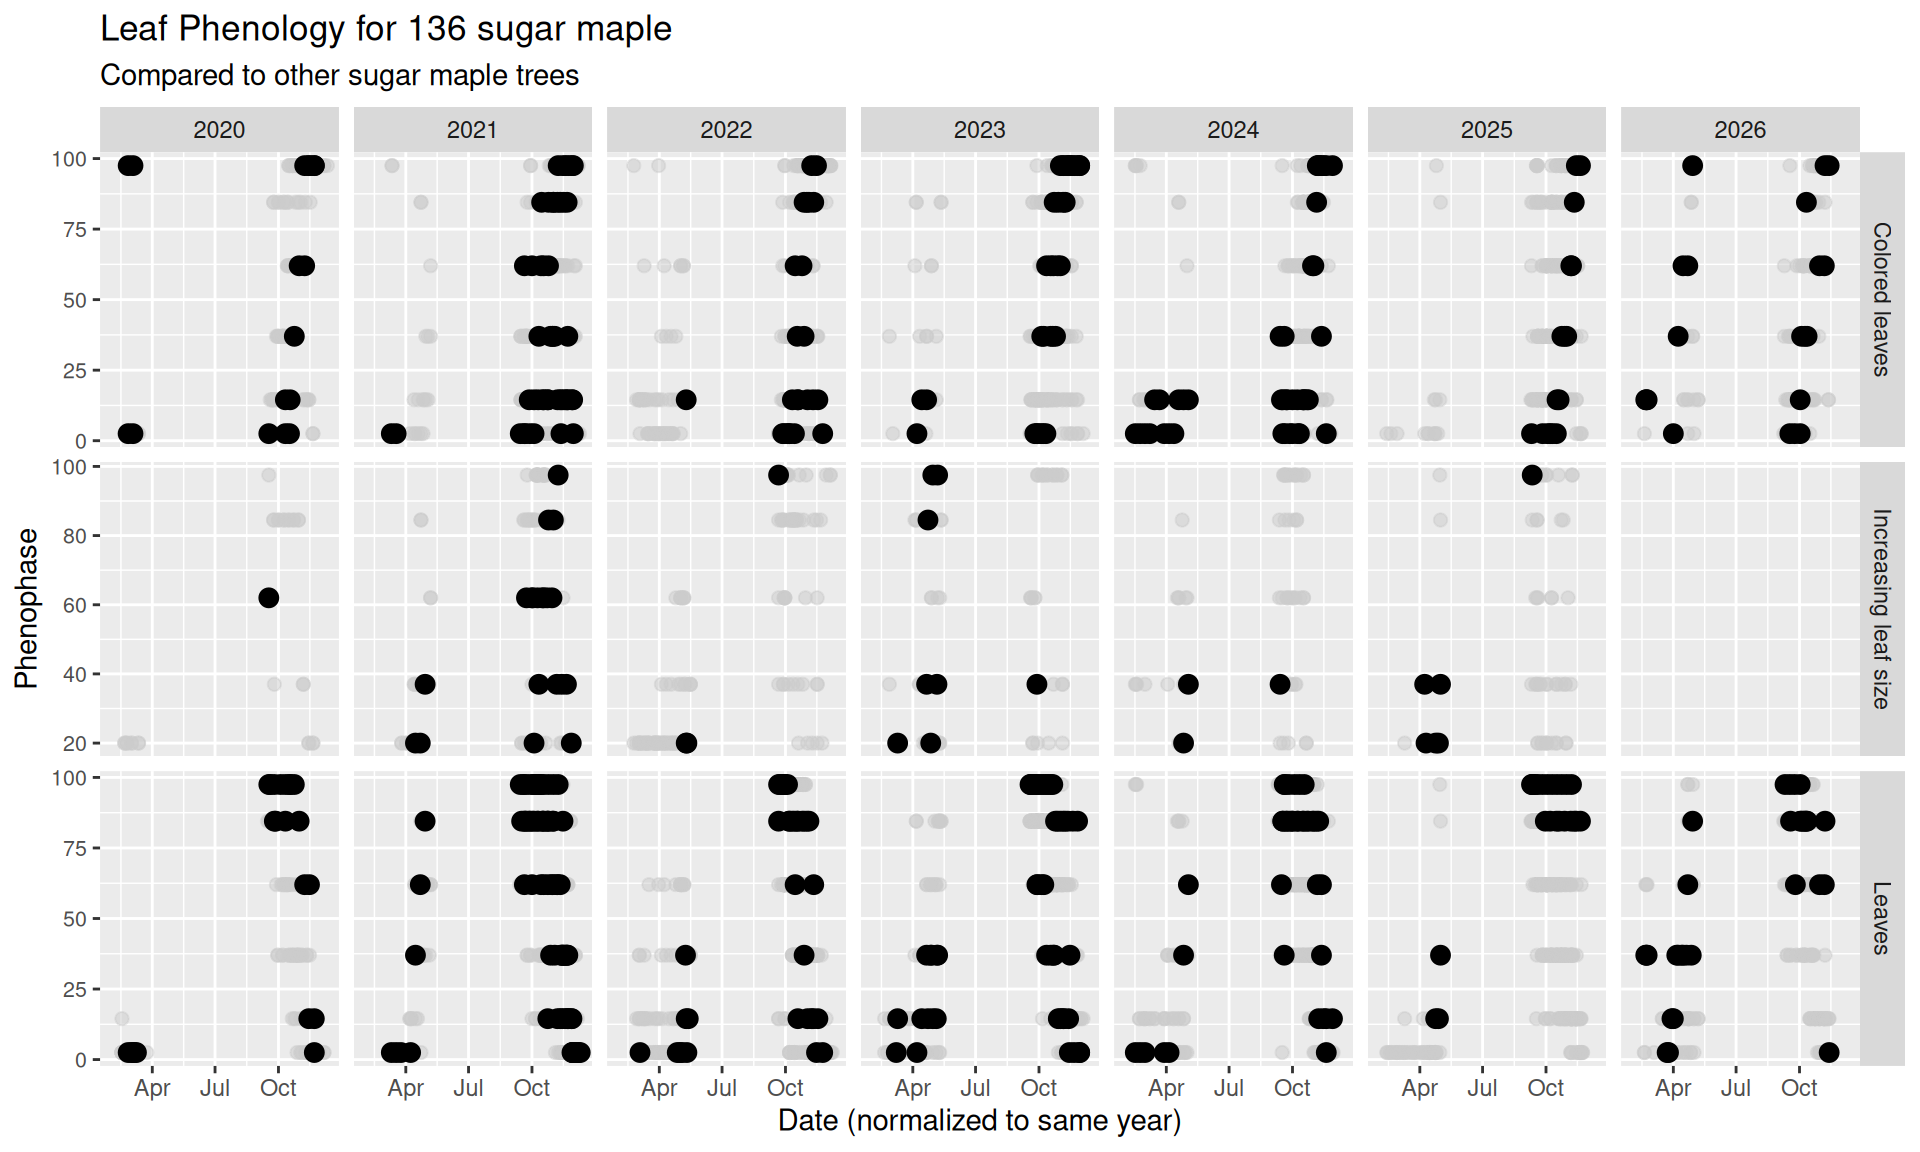 Leaf Phenology for 136 sugar maple
Compared to other sugar maple trees
2020 2021 2022 2023 2024 2025 2026
100
75
50
25
0
Colored leaves
100
80
60
40
20
Increasing leaf size
100
75
50
25
0
Leaves
Phenophase
Apr Jul Oct Apr Jul Oct Apr Jul Oct Apr Jul Oct Apr Jul Oct Apr Jul Oct Apr Jul Oct
Date (normalized to same year)